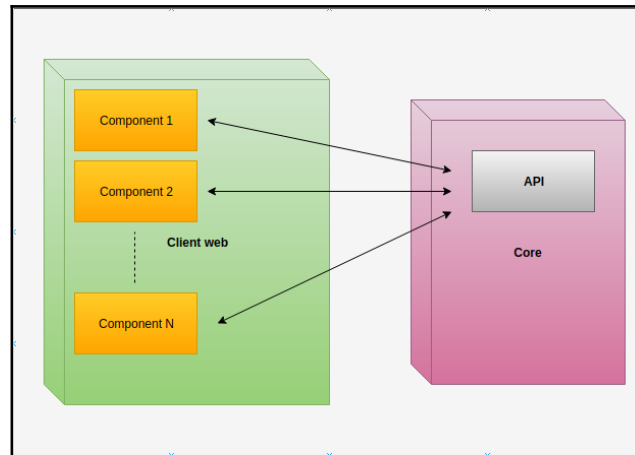 Component 1
Component 2
Client web
Component N
API
Core